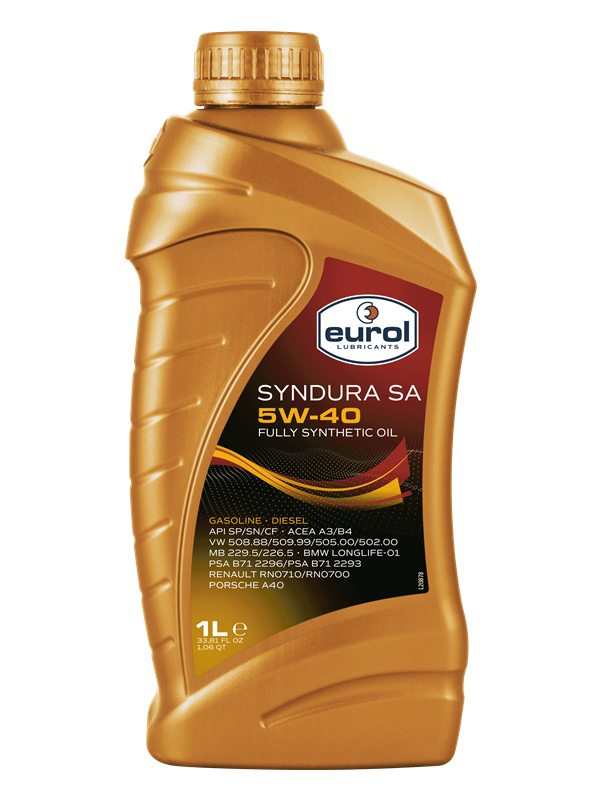 eurol
LUBRICANTS
SYNDURA SA
5W-40
FULLY SYNTHETIC OIL
GASOLINE · DIESEL
API SP/SN/CF · ACEA A3/B4
VW 508.88/509.99/505.00/502.00
MB 229.5/226.5 · BMW LONGLIFE-01
PSA B71 2296/PSA B71 2293
RENAULT RN0710/RN0700
PORSCHE A40
1L e
33,81 FL OZ
1,06 QT